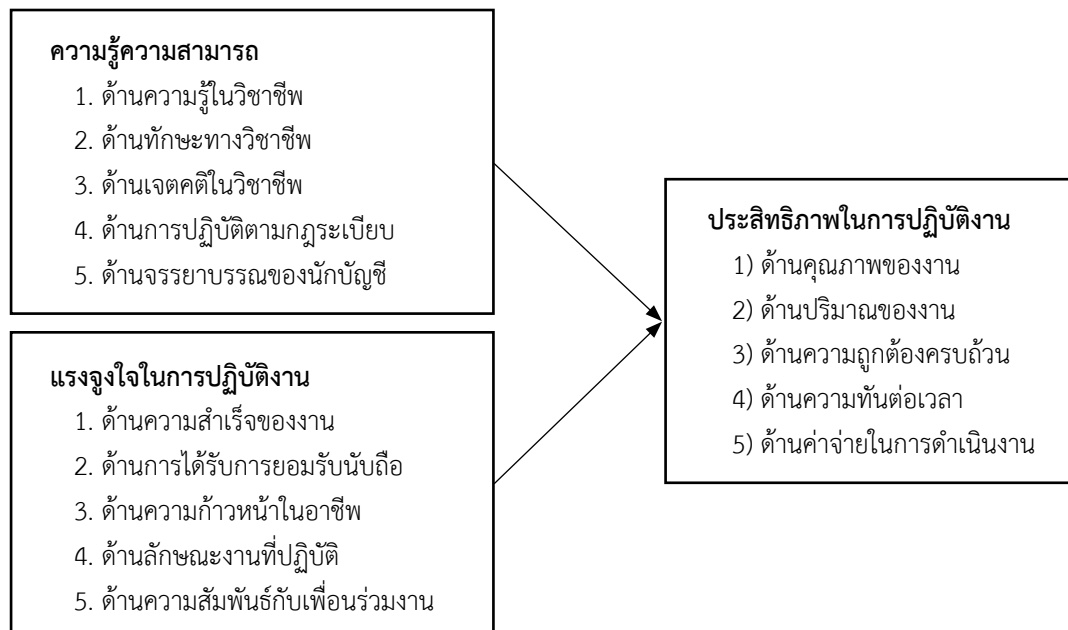 ความรู้ความสามารถ
1. ด้านความรู้ในวิชาชีพ
2. ด้านทักษะทางวิชาชีพ
3. ด้านเจตคติในวิชาชีพ
4. ด้านการปฏิบัติตามกฎระเบียบ
5. ด้านจรรยาบรรณของนักบัญชี
แรงจูงใจในการปฏิบัติงาน
1. ด้านความสำเร็จของงาน
2. ด้านการได้รับการยอมรับนับถือ
3. ด้านความก้าวหน้าในอาชีพ
4. ด้านลักษณะงานที่ปฏิบัติ
5. ด้านความสัมพันธ์กับเพื่อนร่วมงาน
ประสิทธิภาพในการปฏิบัติงาน
1) ด้านคุณภาพของงาน
2) ด้านปริมาณของงาน
3) ด้านความถูกต้องครบถ้วน
4) ด้านความทันต่อเวลา
5) ด้านค่าจ่ายในการดำเนินงาน